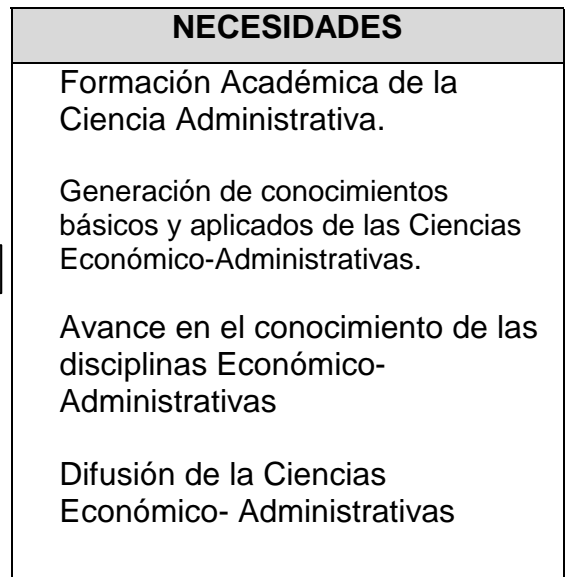 NECESIDADES
Formación Académica de la
Ciencia Administrativa.
Generación de conocimientos
básicos y aplicados de las Ciencias
Económico-Administrativas.
Avance en el conocimiento de las
disciplinas Económico-
Administrativas
Difusión de la Ciencias
Económico- Administrativas